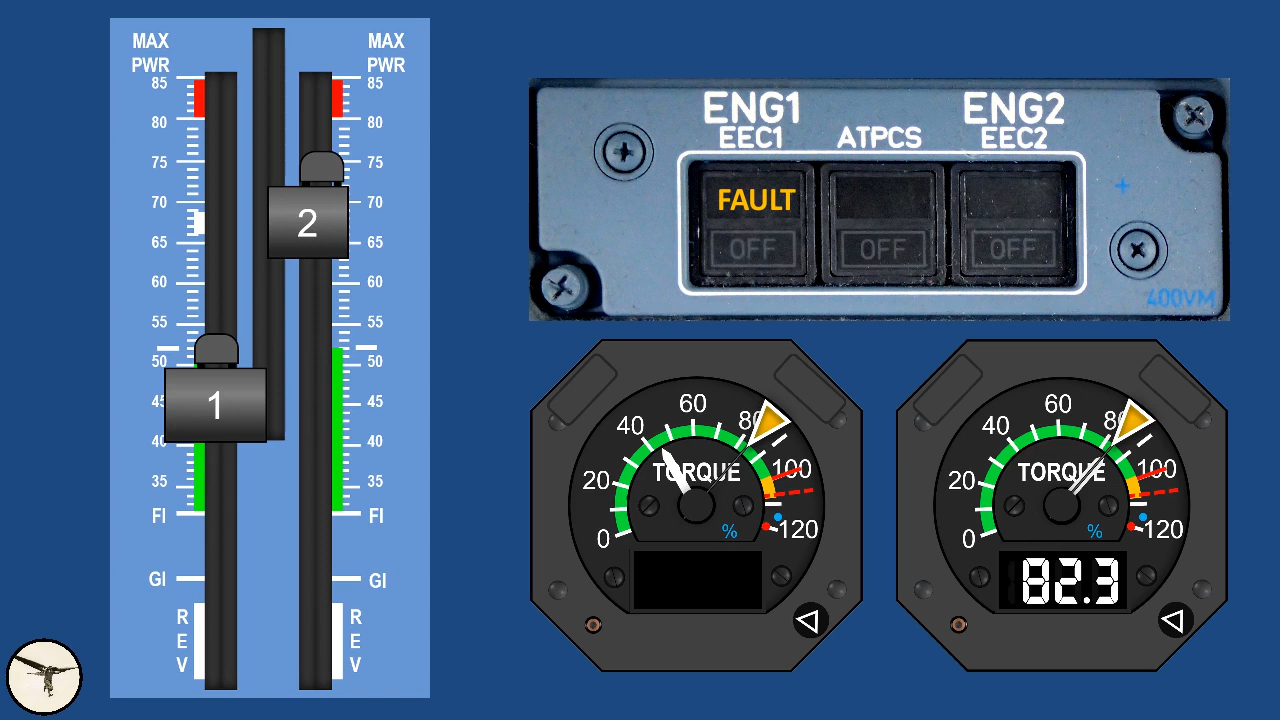 MAX
PWR
85
80
75
70
65
60
55
50
45
40
35
FI
GI
R
E
V
1
2
MAX
PWR
85
80
75
70
65
60
55
50
45
40
35
FI
GI
R
E
V
ENG1
EEC1
ATPCS
ENG2
EEC2
FAULT
OFF
OFF
OFF
400VM
0
20
40
60
80
100
120
TORQUE
%
0
20
40
60
80
100
120
TORQUE
%
82.3